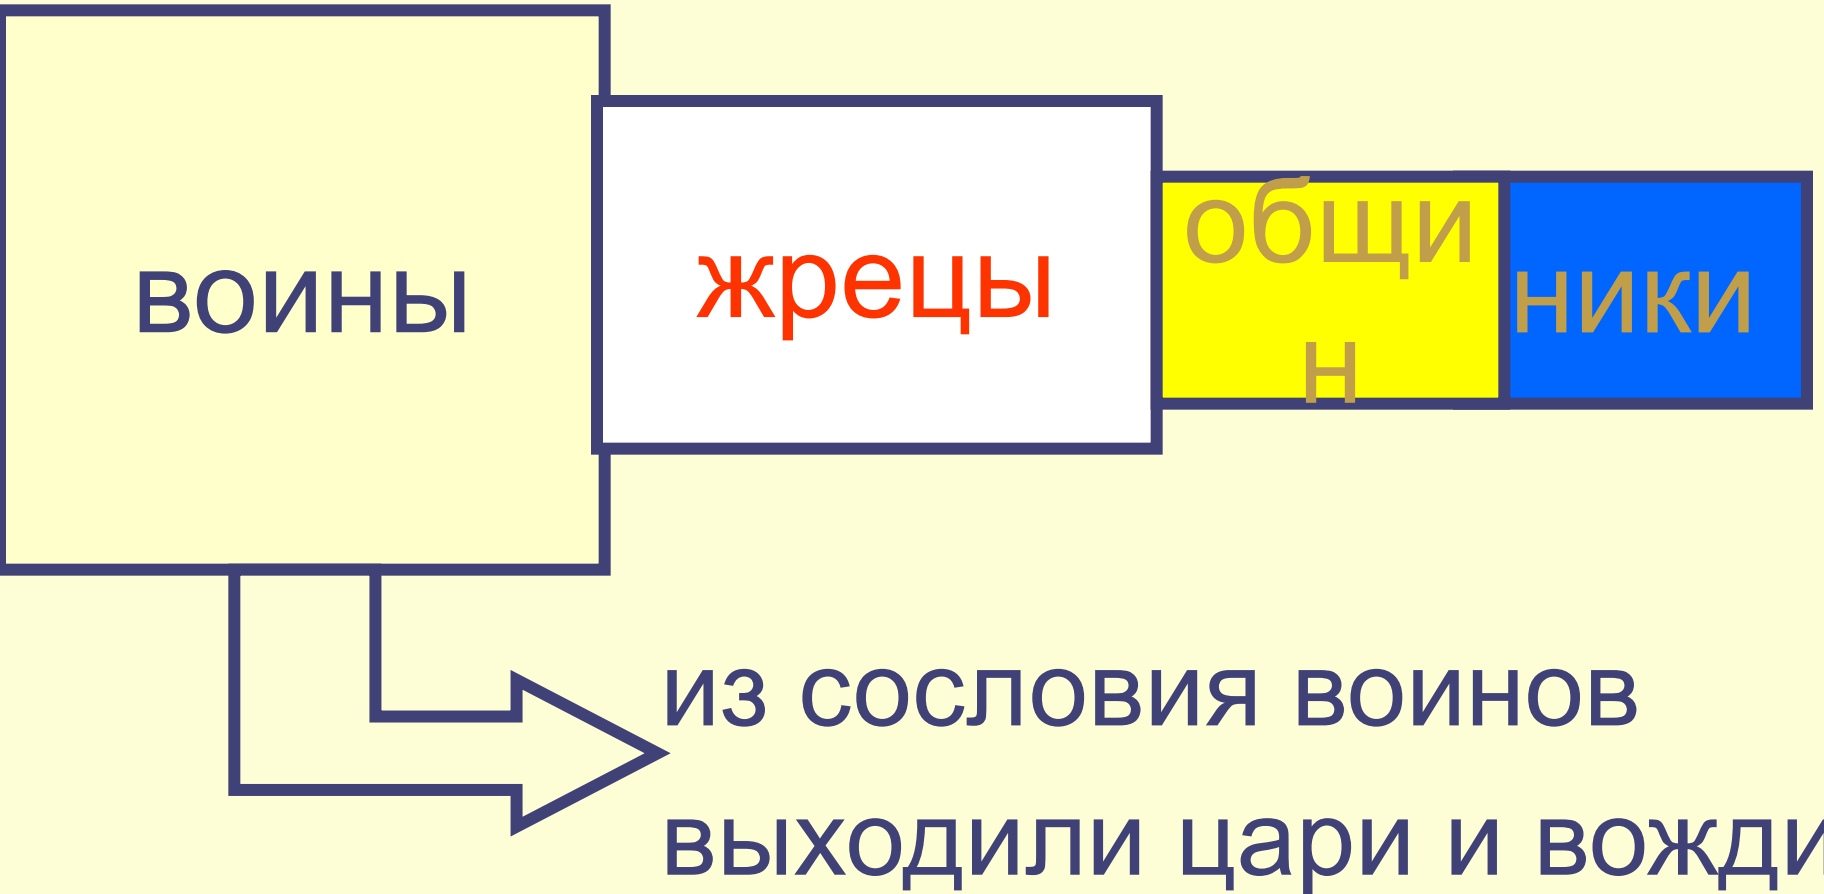 воины
жрецы
общи
н
ники
из сословия воинов
выходили цари и вожди